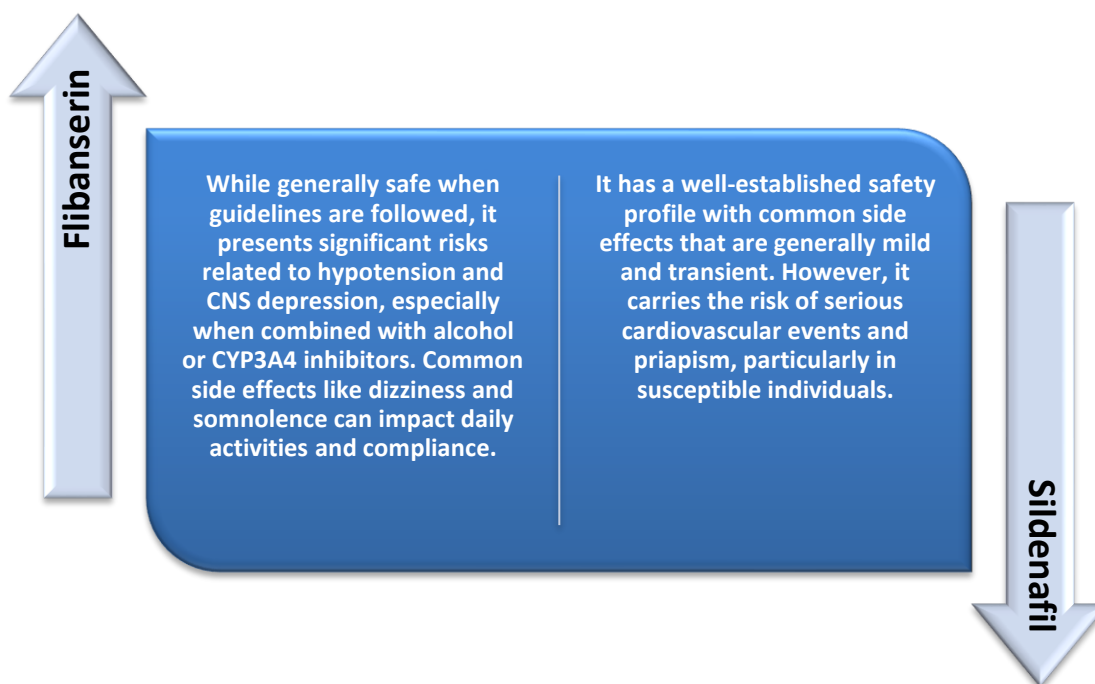 Flibanserin
While generally safe when
guidelines are followed, it
presents significant risks
related to hypotension and
CNS depression, especially
when combined with alcohol
or CYP3A4 inhibitors. Common
side effects like dizziness and
somnolence can impact daily
activities and compliance.
It has a well-established safety
profile with common side
effects that are generally mild
and transient. However, it
carries the risk of serious
cardiovascular events and
priapism, particularly in
susceptible individuals.
Sildenafil